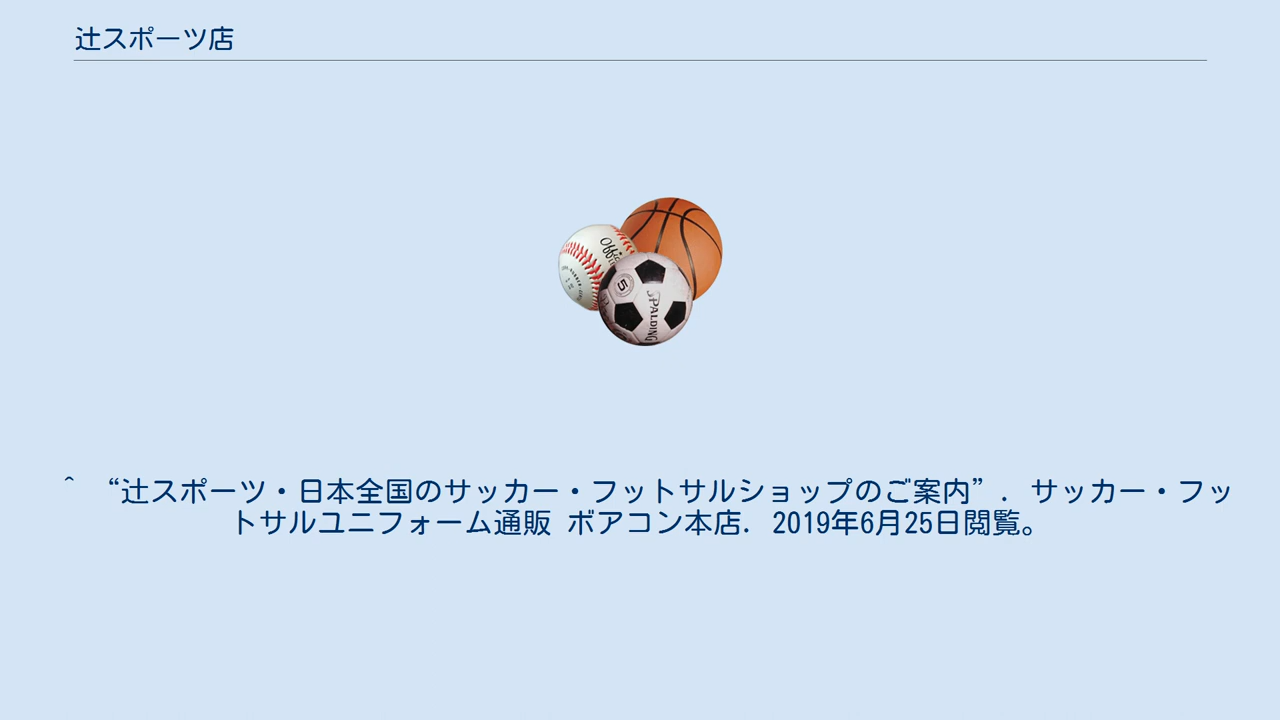 辻スポーツ店
Offic
5
SPALDING
^ “辻スポーツ・日本全国のサッカー・フットサルショップのご案内”. サッカー・フッ
トサルユニフォーム通販 ボアコン本店. 2019年6月25日閲覧。